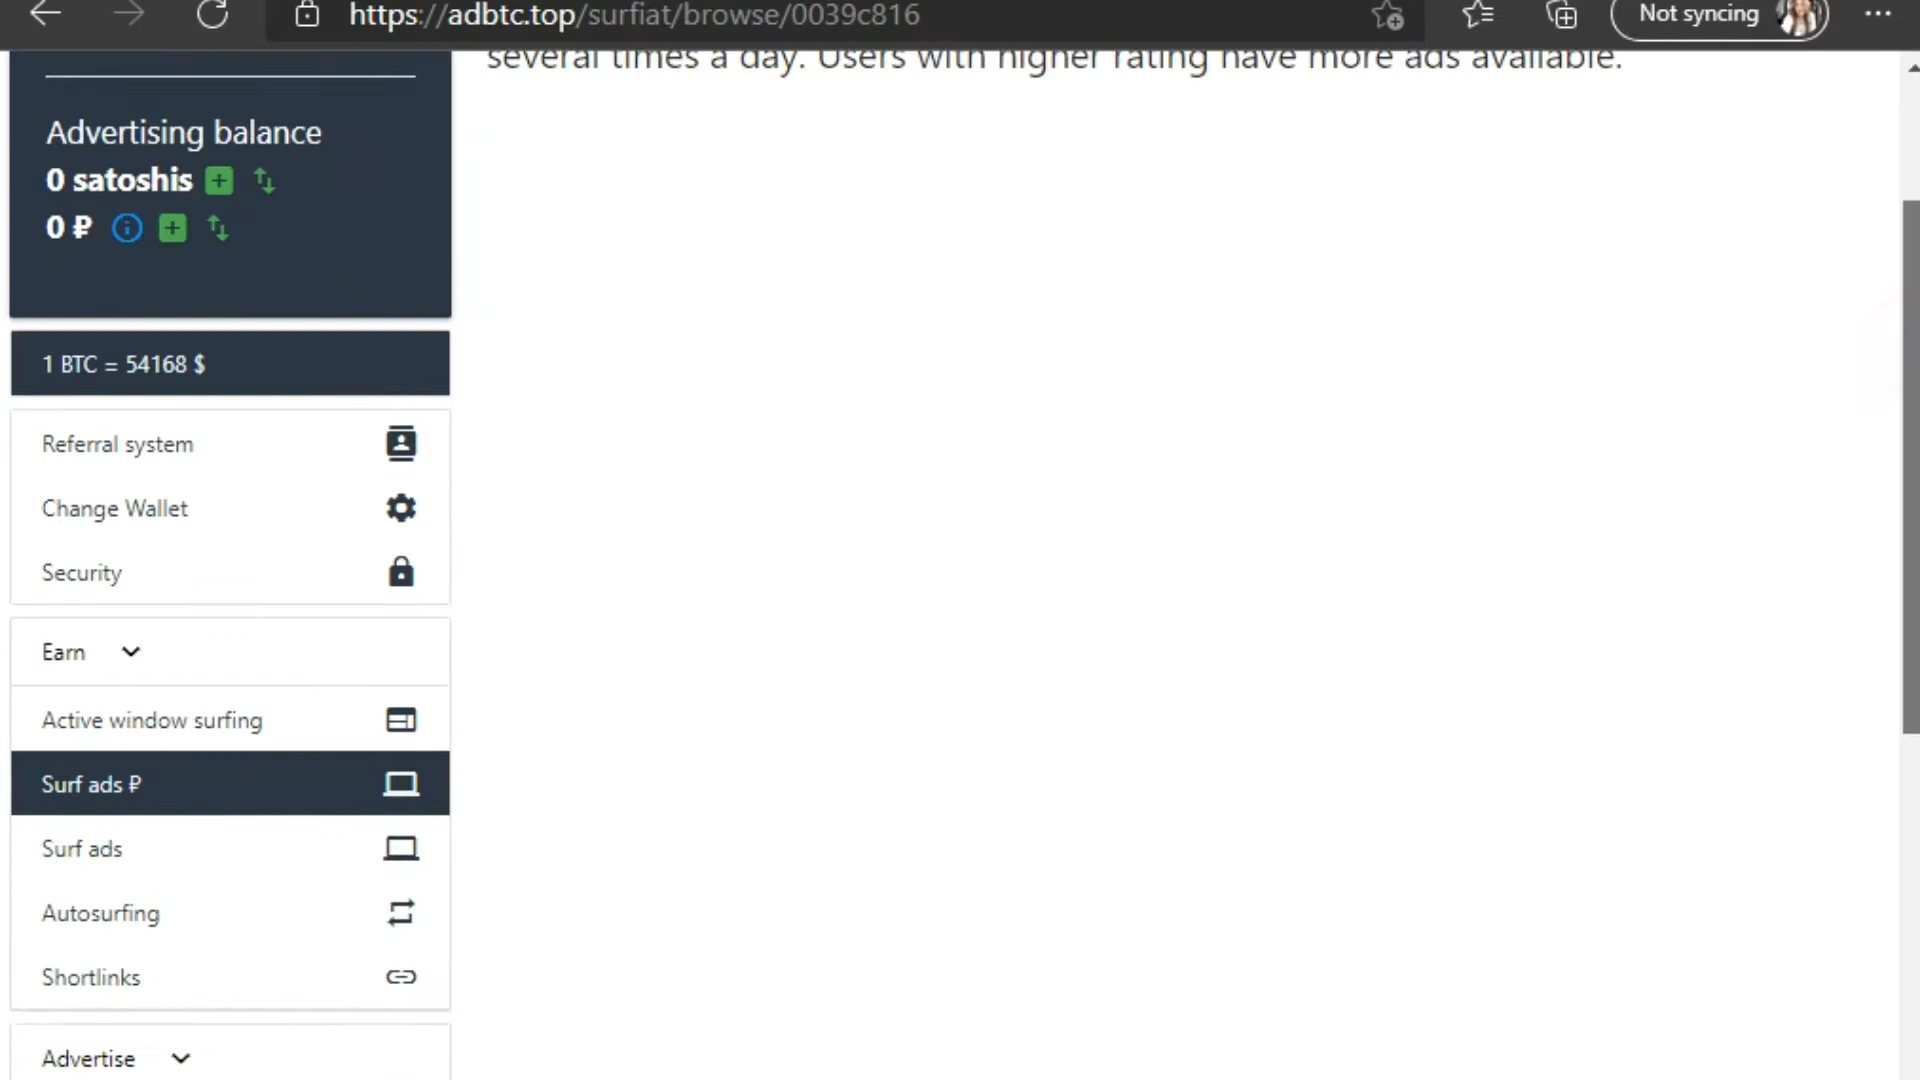 https://adbtc.top/surfiat/browse/0039c816
Not syncing
several times a day. Users with higher rating have more ads available.
Advertising balance
0 satoshis
0 ₽
1 BTC = 54168 $
Referral system
Change Wallet
Security
Earn
Active window surfing
Surf ads ₽
Surf ads
Autosurfing
Shortlinks
Advertise